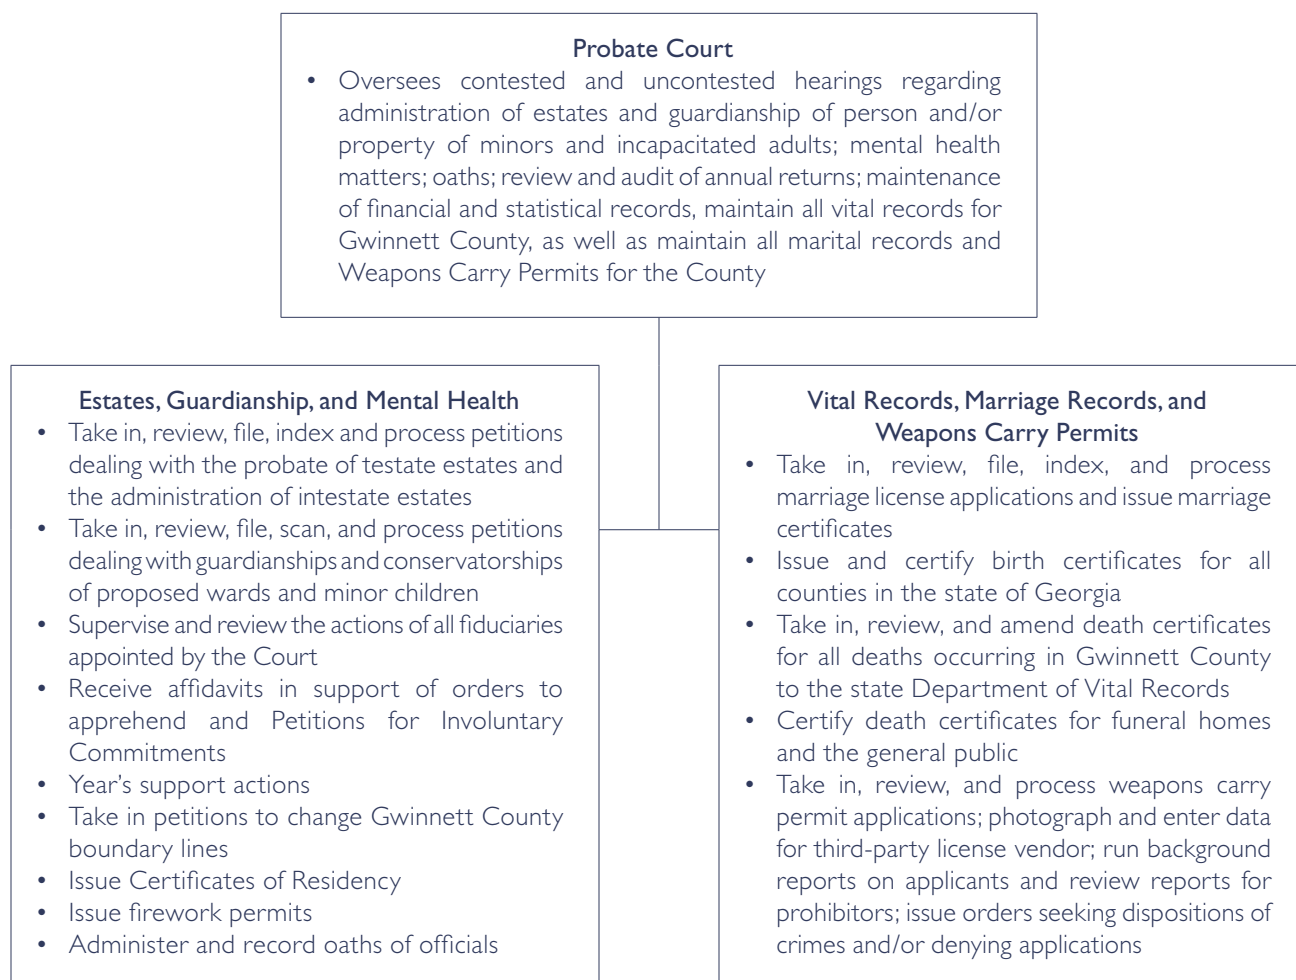 Probate Court
• Oversees contested and uncontested hearings regarding
administration of estates and guardianship of person and/or
property of minors and incapacitated adults; mental health
matters; oaths; review and audit of annual returns; maintenance
of financial and statistical records, maintain all vital records for
Gwinnett County, as well as maintain all marital records and
Weapons Carry Permits for the County
Estates, Guardianship, and Mental Health
• Take in, review, file, index and process petitions
dealing with the probate of testate estates and
the administration of intestate estates
• Take in, review, file, scan, and process petitions
dealing with guardianships and conservatorships
of proposed wards and minor children
• Supervise and review the actions of all fiduciaries
appointed by the Court
• Receive affidavits in support of orders to
apprehend and Petitions for Involuntary
Commitments
• Year's support actions
• Take in petitions to change Gwinnett County
boundary lines
• Issue Certificates of Residency
• Issue firework permits
• Administer and record oaths of officials
Vital Records, Marriage Records, and
Weapons Carry Permits
• Take in, review, file, index, and process
marriage license applications and issue marriage
certificates
• Issue and certify birth certificates for all
counties in the state of Georgia
• Take in, review, and amend death certificates
for all deaths occurring in Gwinnett County
to the state Department of Vital Records
• Certify death certificates for funeral homes
and the general public
• Take in, review, and process weapons carry
permit applications; photograph and enter data
for third-party license vendor; run background
reports on applicants and review reports for
prohibitors; issue orders seeking dispositions of
crimes and/or denying applications